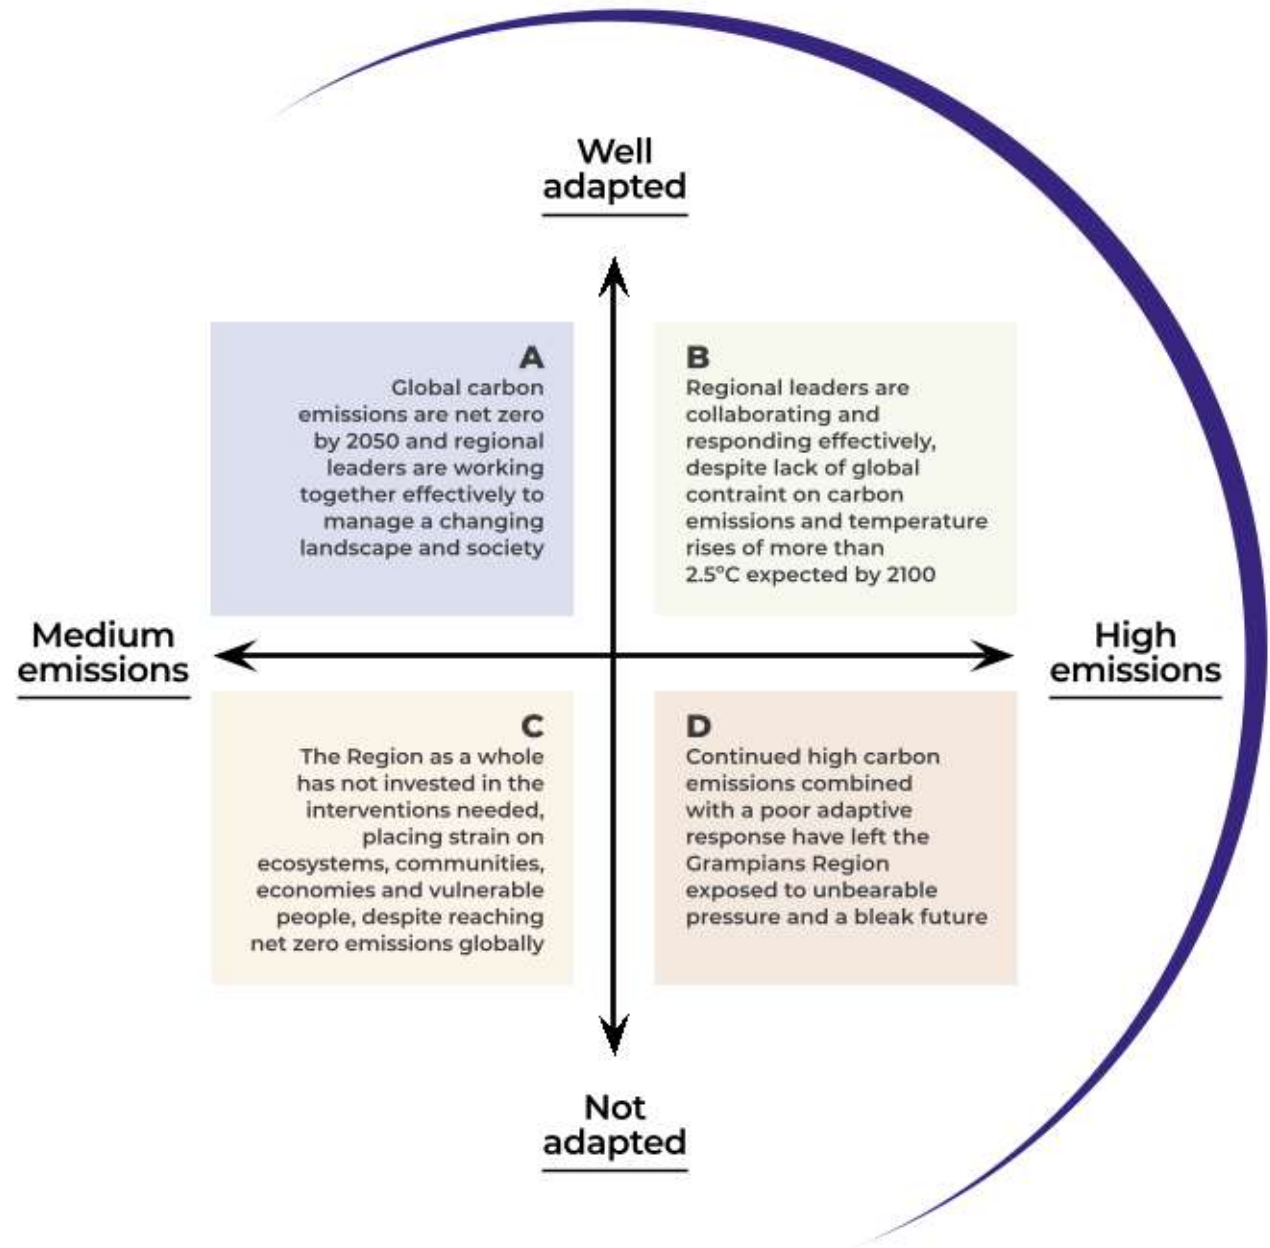 Well
adapted
A
Global carbon
emissions are net zero
by 2050 and regional
leaders are working
together effectively to
manage a changing
landscape and society
B
Regional leaders are
collaborating and
responding effectively,
despite lack of global
contraint on carbon
emissions and temperature
rises of more than
2.5ºC expected by 2100
Medium
emissions
High
emissions
C
The Region as a whole
has not invested in the
interventions needed,
placing strain on
ecosystems, communities,
economies and vulnerable
people, despite reaching
net zero emissions globally
D
Continued high carbon
emissions combined
with a poor adaptive
response have left the
Grampians Region
exposed to unbearable
pressure and a bleak future
Not
adapted